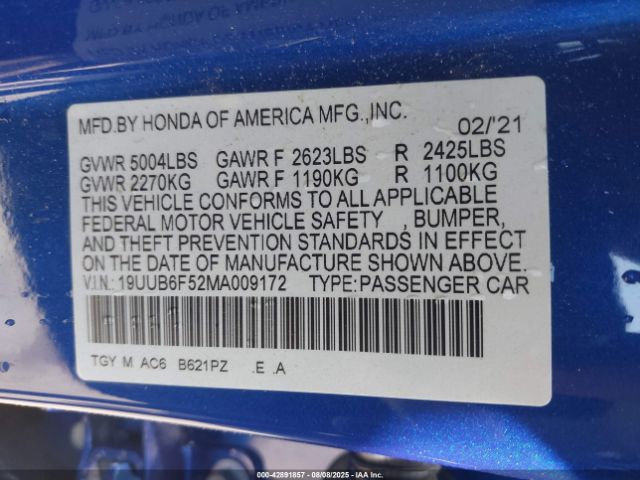 MFD.BY HONDA OF AMERICA MFG.,INC. 02/'21
GVWR 5004LBS GAWR F 2623LBS R 2425LBS
GVWR 2270KG GAWR F 1190KG R 1100KG
THIS VEHICLE CONFORMS TO ALL APPLICABLE
FEDERAL MOTOR VEHICLE SAFETY , BUMPER,
AND THEFT PREVENTION STANDARDS IN EFFECT
ON THE DATE OF MANUFACTURE SHOWN ABOVE.
V.I.N.: 19UUB6F52MA009172 TYPE:PASSENGER CAR
TGY M AC6 B621PZ .E .A
00-42891857 - 08/08/2025 - IAA Inc.